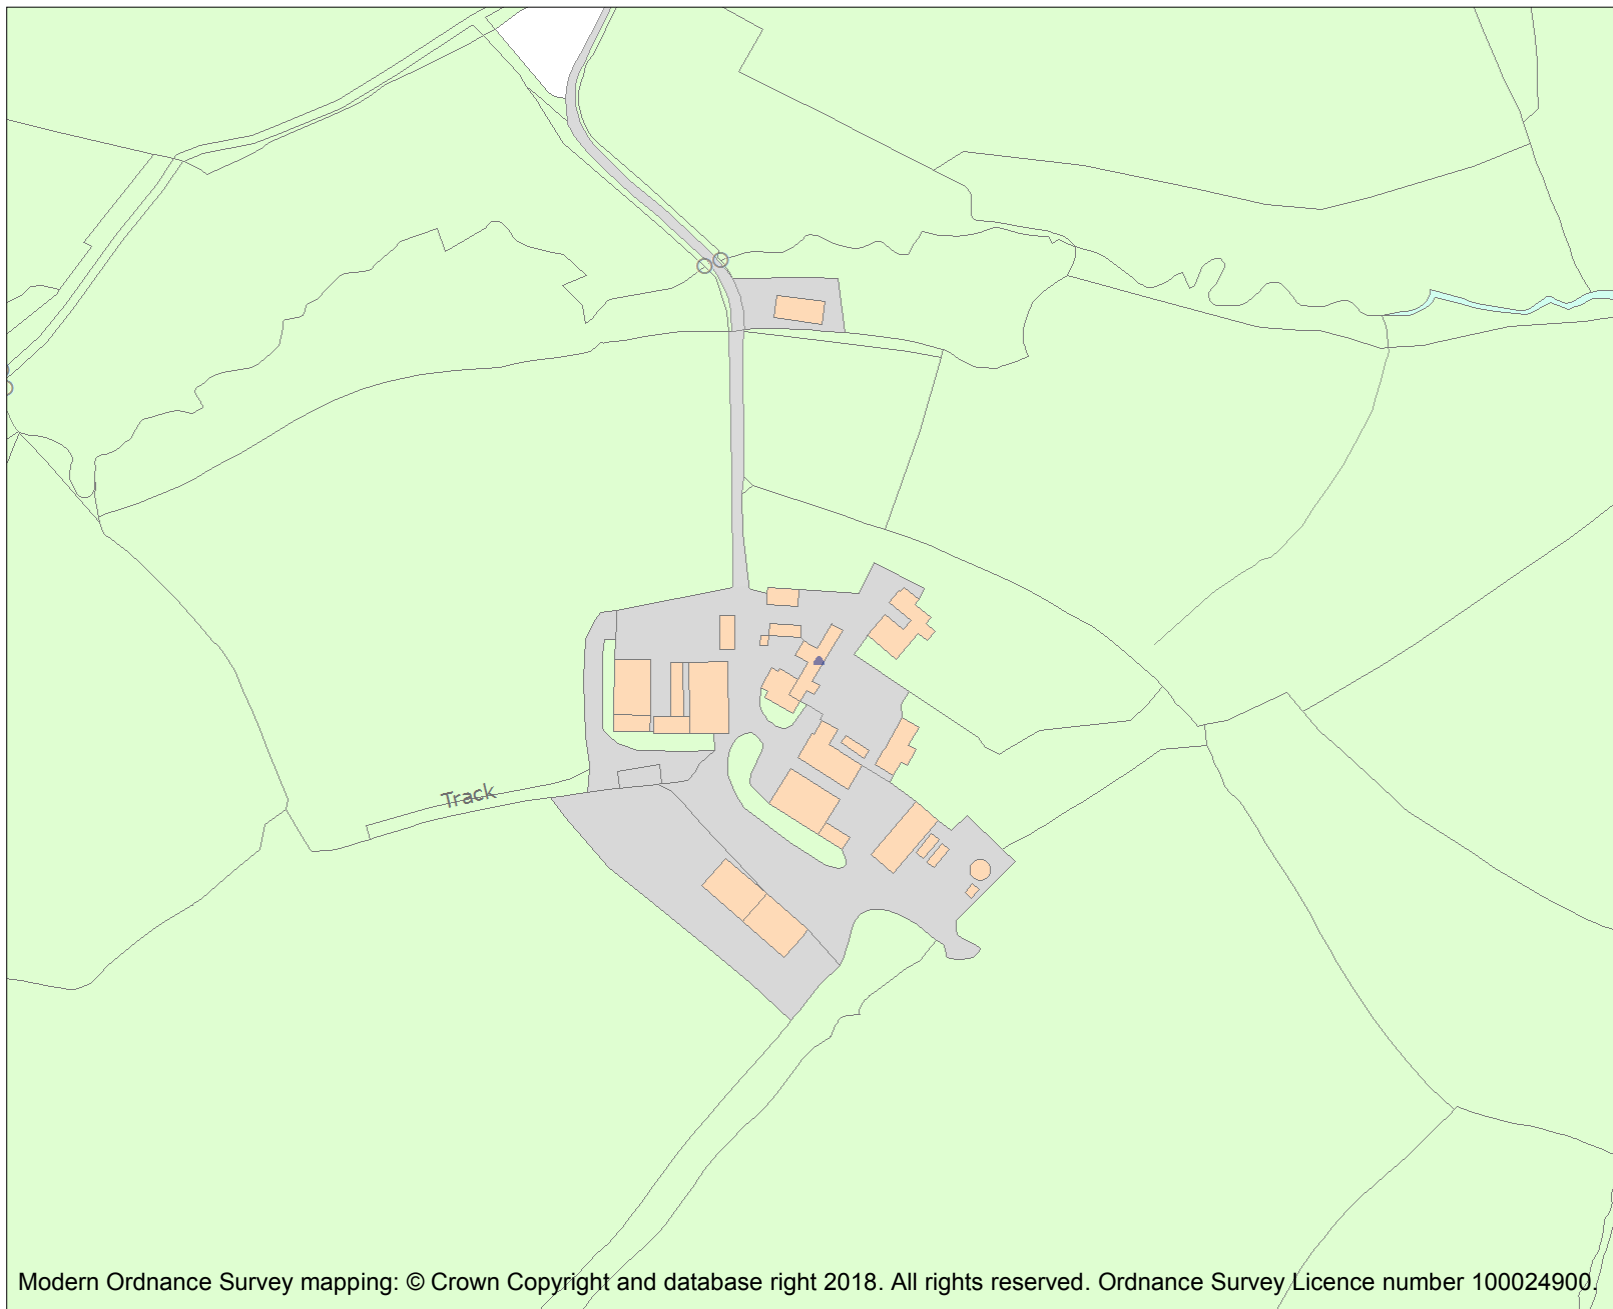 Track
Modern Ordnance Survey mapping: © Crown Copyright and database right 2018. All rights reserved. Ordnance Survey Licence number 100024900.